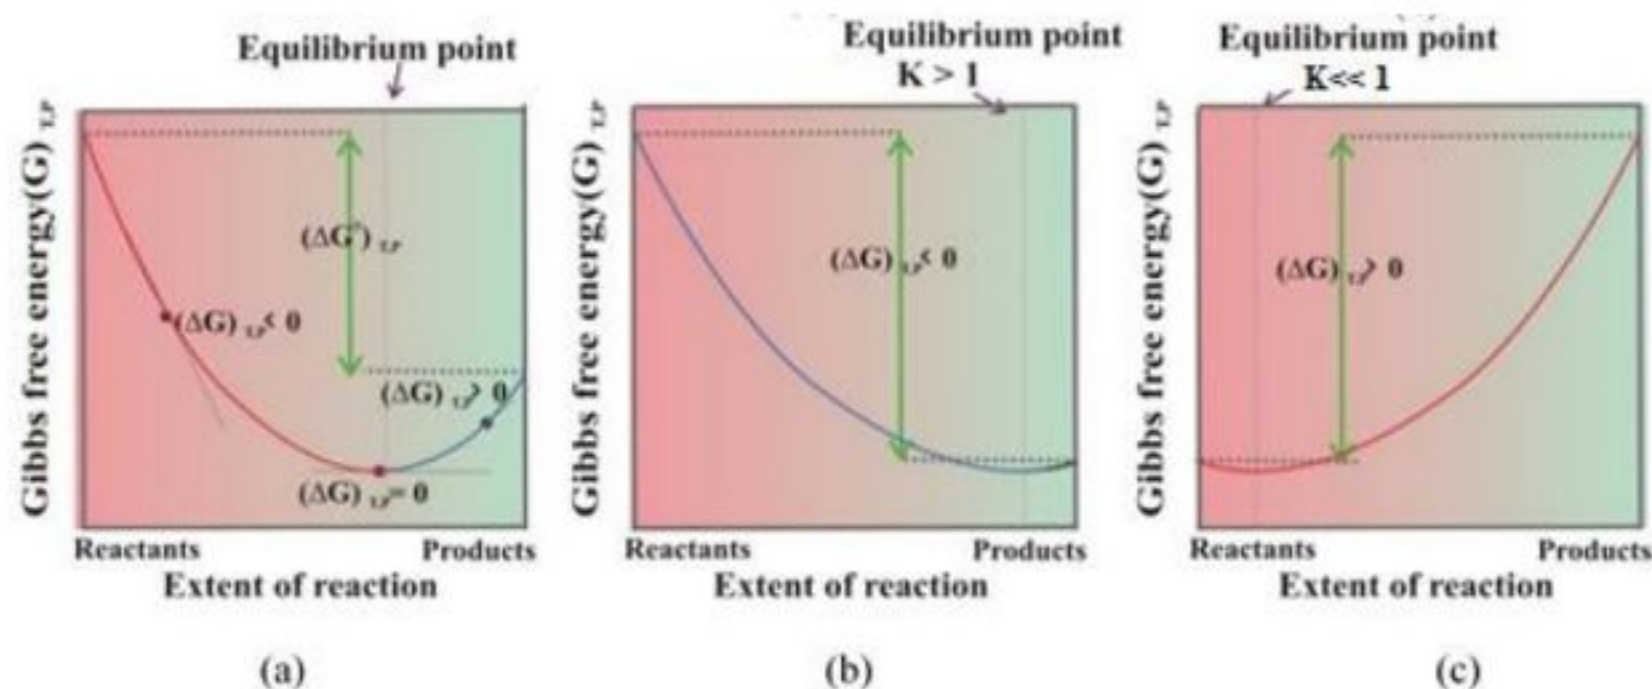 Equilibrium point
Gibbs free energy(G) T,P
(ΔG°) T,P
(ΔG) T,P < 0
(ΔG) T,P > 0
(ΔG) T,P = 0
Reactants
Products
Extent of reaction
(a)
Equilibrium point
K > 1
Gibbs free energy(G) T,P
(ΔG) T,P < 0
Reactants
Products
Extent of reaction
(b)
Equilibrium point
K<< 1
Gibbs free energy(G) T,P
(ΔG) T,P > 0
Reactants
Products
Extent of reaction
(c)